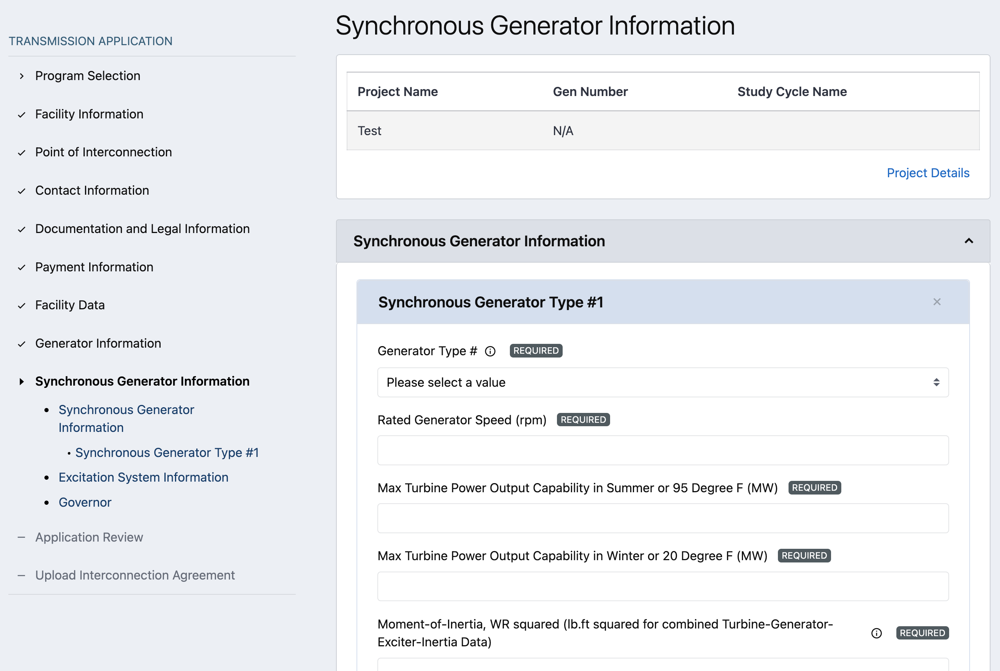 TRANSMISSION APPLICATION
Program Selection
Facility Information
Point of Interconnection
Contact Information
Documentation and Legal Information
Payment Information
Facility Data
Generator Information
Synchronous Generator Information
Synchronous Generator
Information
Synchronous Generator Type #1
Excitation System Information
Governor
Application Review
Upload Interconnection Agreement
Synchronous Generator Information
Project Name Gen Number Study Cycle Name
Test N/A
Project Details
Synchronous Generator Information
Synchronous Generator Type #1
Generator Type # REQUIRED
Please select a value
Rated Generator Speed (rpm) REQUIRED
Max Turbine Power Output Capability in Summer or 95 Degree F (MW) REQUIRED
Max Turbine Power Output Capability in Winter or 20 Degree F (MW) REQUIRED
Moment-of-Inertia, WR squared (lb.ft squared for combined Turbine-Generator-
Exciter-Inertia Data) REQUIRED